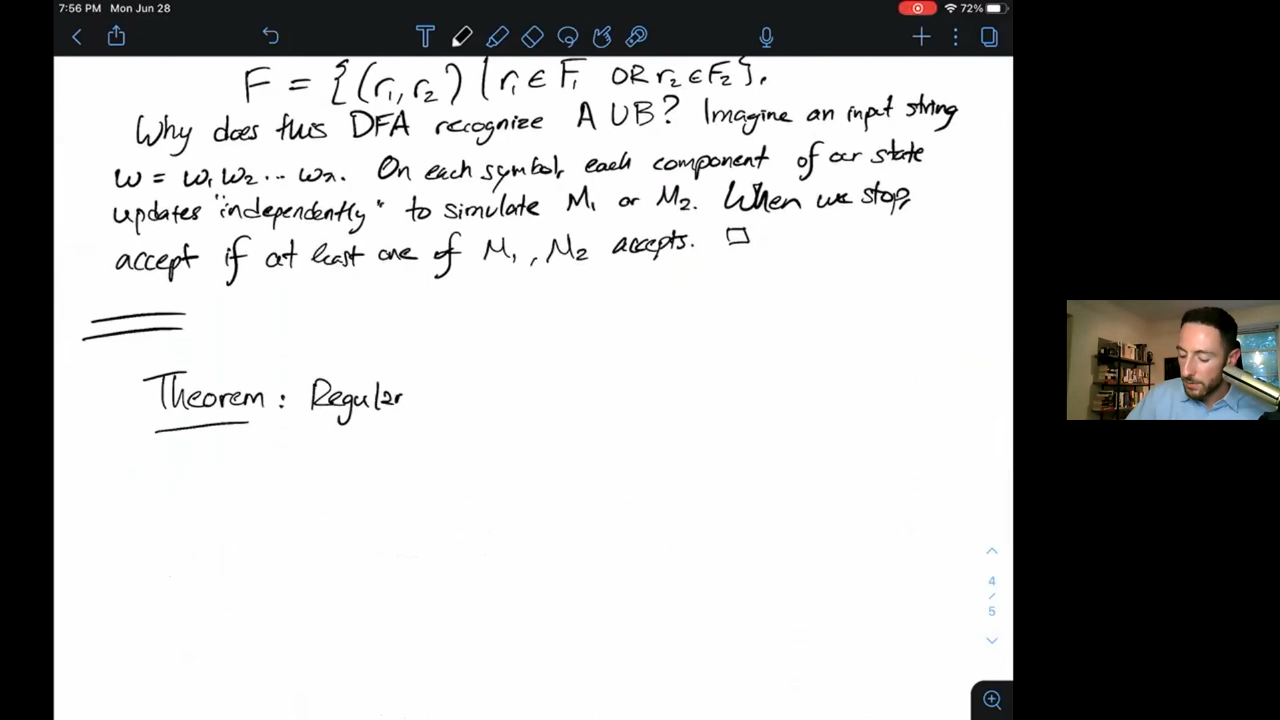 7:56 PM Mon Jun 28
72%
F = {(r₁, r₂) | r₁ ∈ F₁ OR r₂ ∈ F₂}.
Why does this DFA recognize A ∪ B? Imagine an input string
w = w₁ w₂ ... wₙ. On each symbol, each component of our state
updates "independently" to simulate M₁ or M₂. When we stop,
accept if at least one of M₁, M₂ accepts. □
Theorem: Regular
4
/
5